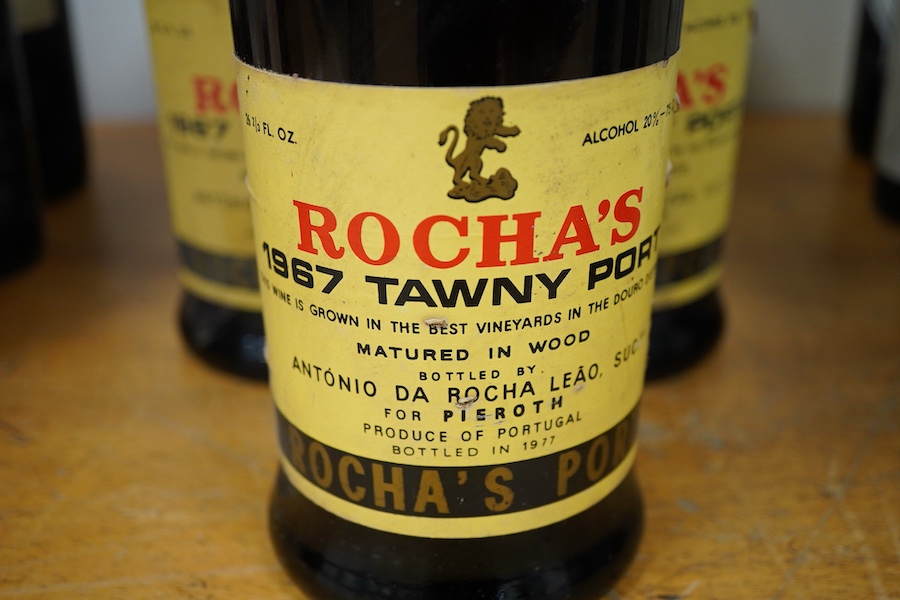 26 2/3 FL. OZ.
ALCOHOL 20%
ROCHA'S
1967 TAWNY PORT
WINE IS GROWN IN THE BEST VINEYARDS IN THE DOURO
MATURED IN WOOD
BOTTLED BY
ANTÓNIO DA ROCHA LEÃO, SUC
FOR PIEROTH
PRODUCE OF PORTUGAL
BOTTLED IN 1977
ROCHA'S POR
RO
1967
A'S